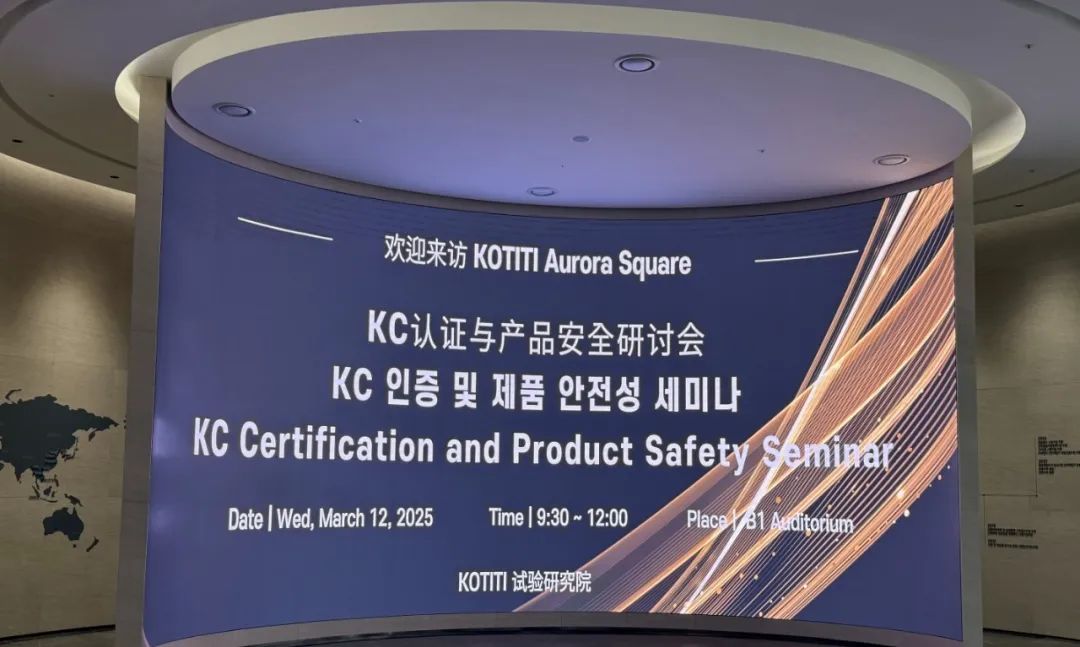 欢迎来访 KOTITI Aurora Square
KC认证与产品安全研讨会
KC 인증 및 제품 안전성 세미나
KC Certification and Product Safety Seminar
Date | Wed, March 12, 2025
Time | 9:30 ~ 12:00
Place | B1 Auditorium
KOTITI 试验研究院